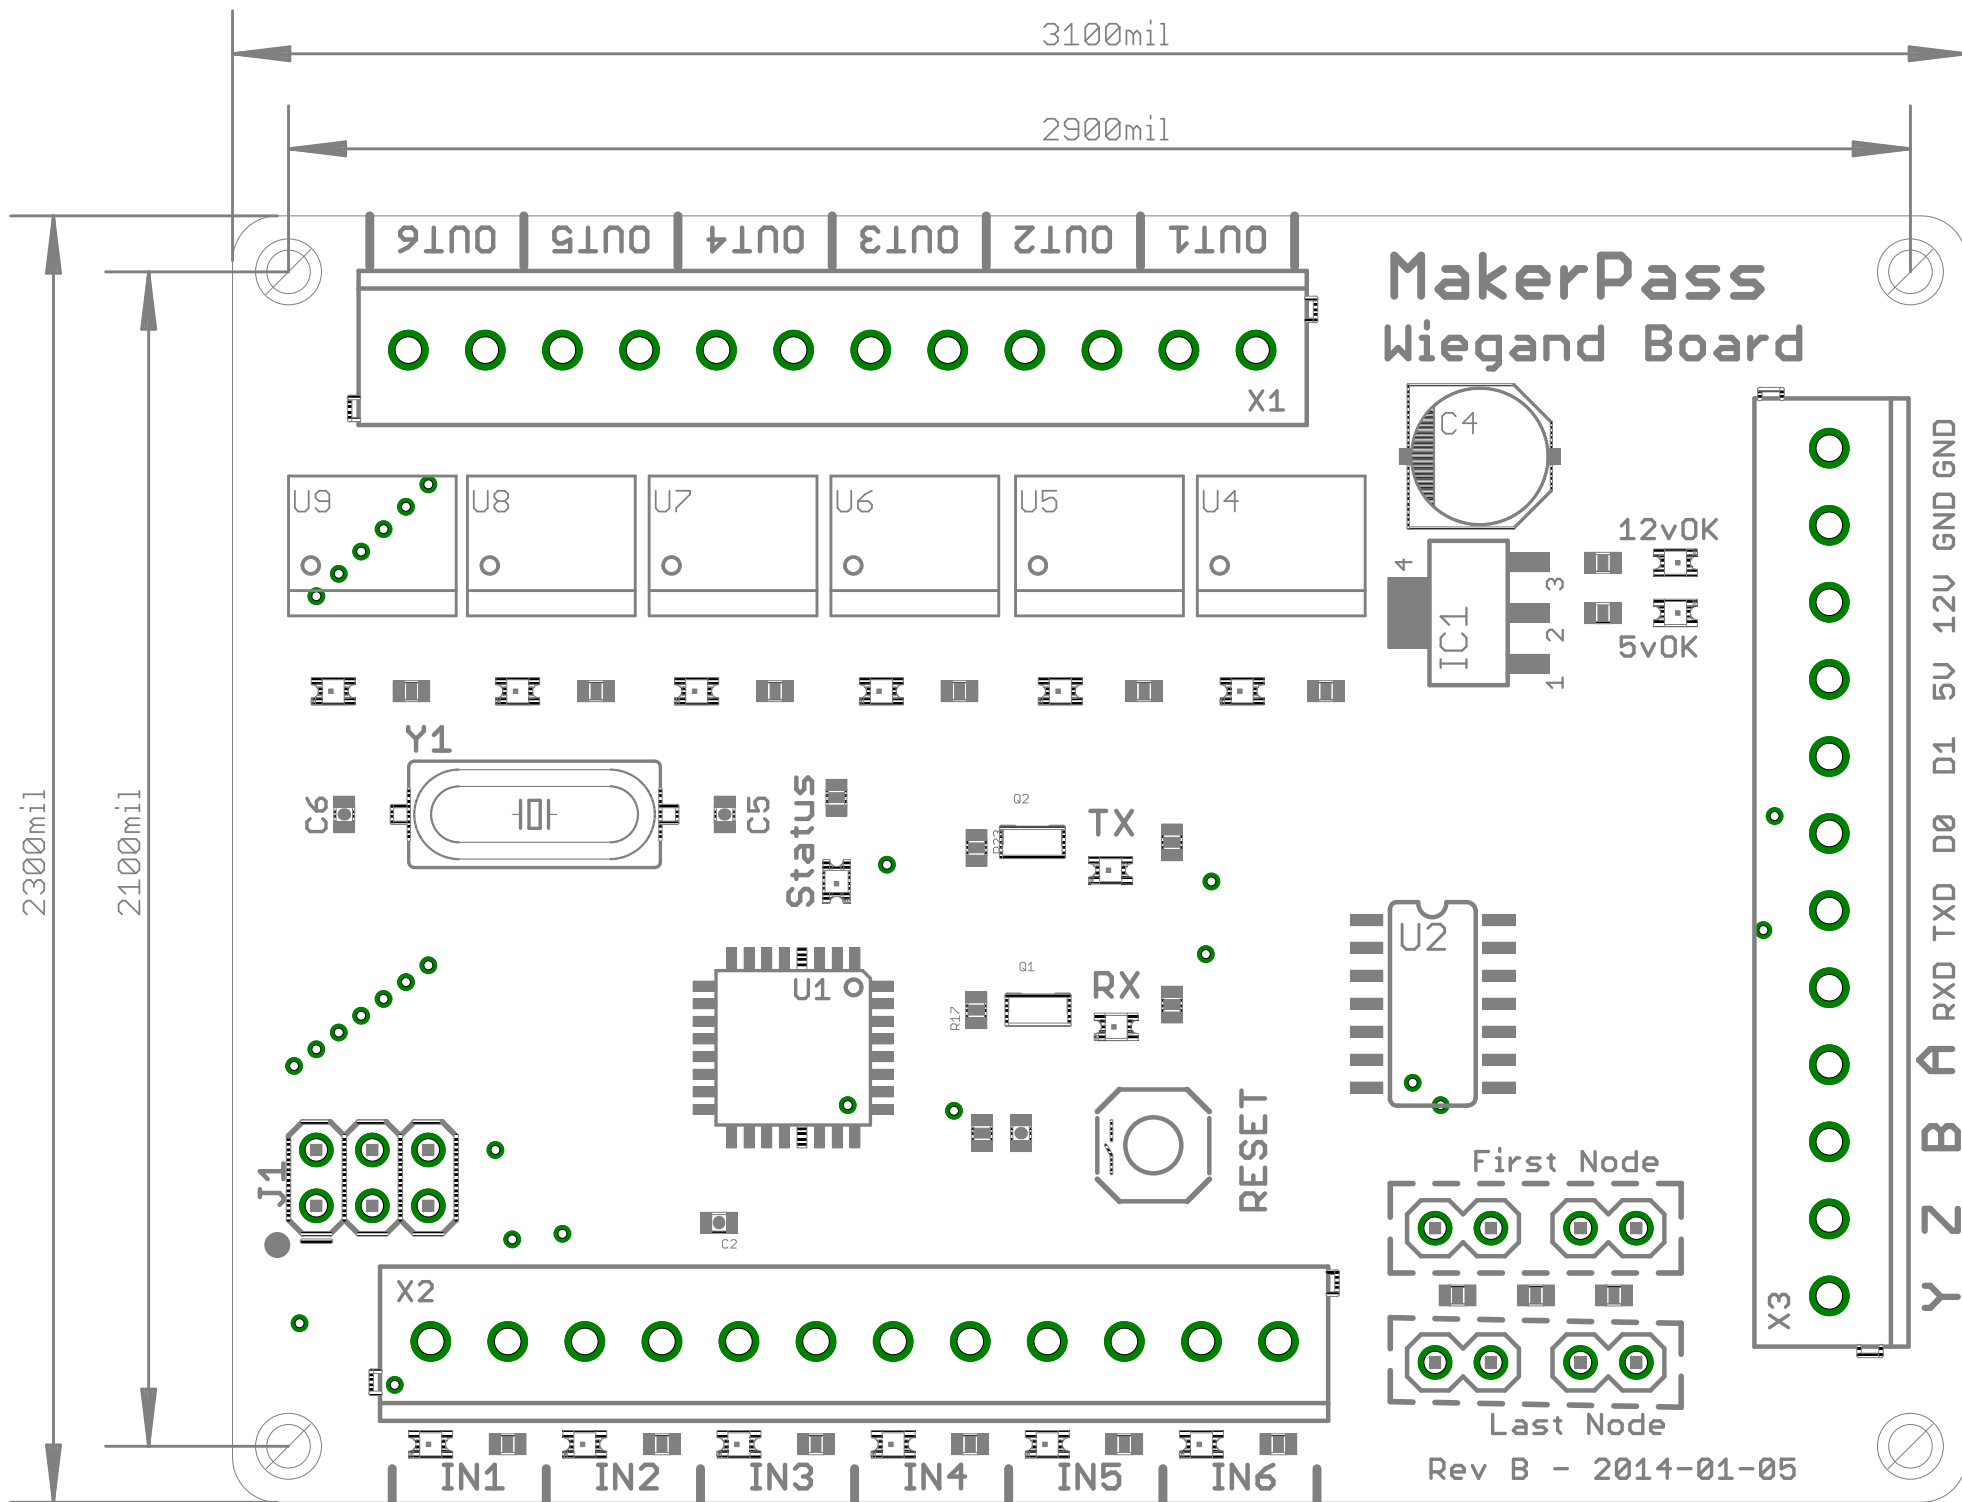 3100mil
2900mil
OUT6 OUT5 OUT4 OUT3 OUT2 OUT1
MakerPass
Wiegand Board
X1
C4
U9 U8 U7 U6 U5 U4
12vOK
5vOK
IC1
4
3
2
1
GND
GND
12V
5V
D1
D0
TXD
RXD
A
B
Z
Y
X3
2300mil
2100mil
Y1
C6
C5
Status
Q2
R23
TX
U2
U1
Q1
R17
RX
RESET
J1
C2
First Node
X2
Last Node
IN1 IN2 IN3 IN4 IN5 IN6
Rev B - 2014-01-05